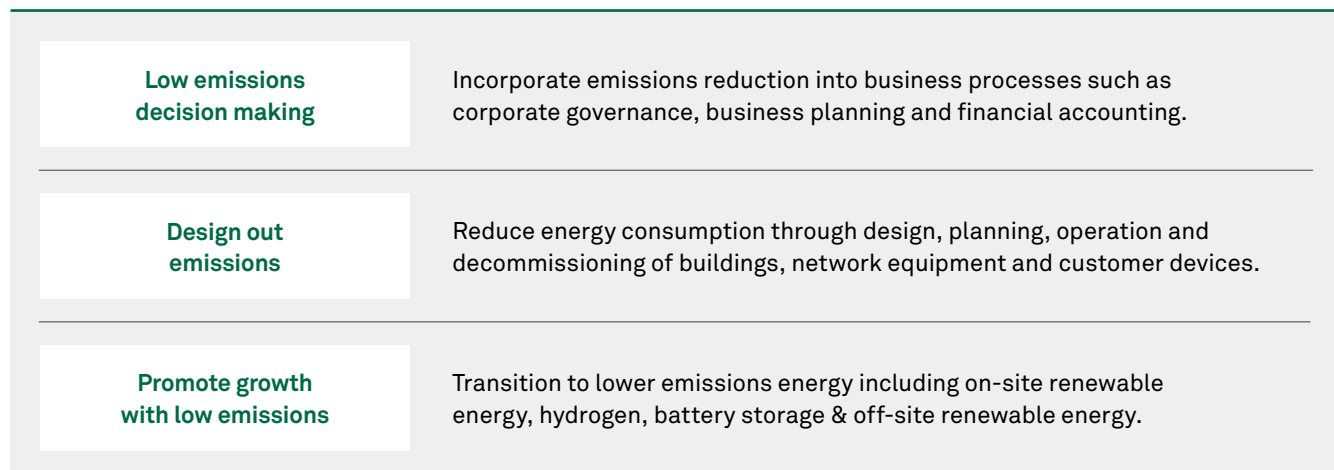 Low emissions
decision making
Incorporate emissions reduction into business processes such as
corporate governance, business planning and financial accounting.
Design out
emissions
Reduce energy consumption through design, planning, operation and
decommissioning of buildings, network equipment and customer devices.
Promote growth
with low emissions
Transition to lower emissions energy including on-site renewable
energy, hydrogen, battery storage & off-site renewable energy.